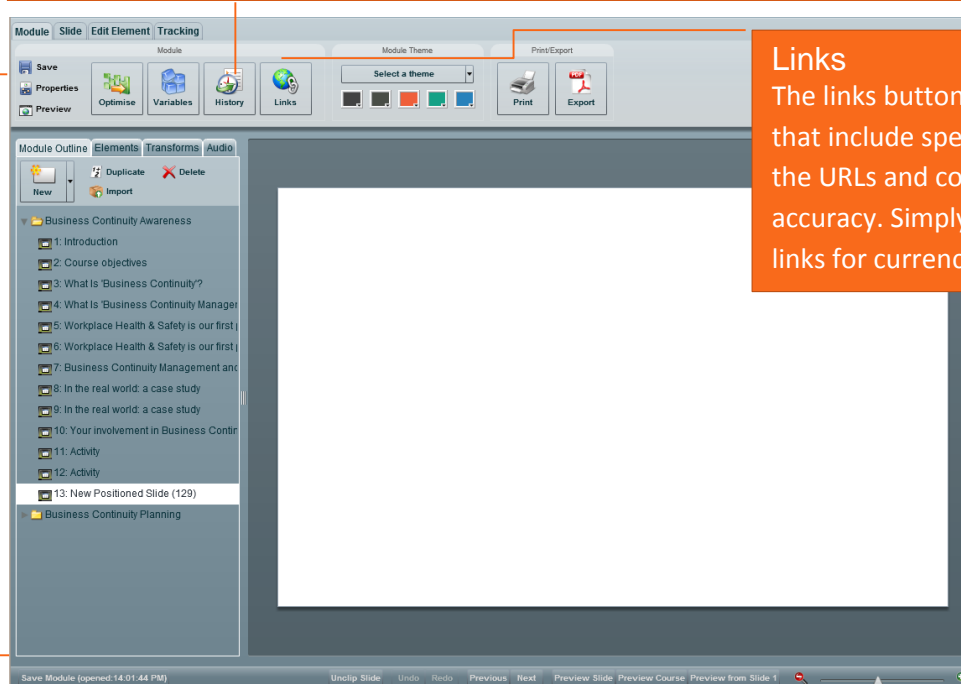 Module Slide Edit Element Tracking
Module Module Theme Print/Export
Save
Properties
Preview
Optimise Variables History Links
Select a theme
Print Export
Links
The links button
that include spe
the URLs and co
accuracy. Simply
links for currenc
Module Outline Elements Transforms Audio
New
Duplicate Delete
Import
Business Continuity Awareness
1: Introduction
2: Course objectives
3: What Is 'Business Continuity'?
4: What Is 'Business Continuity Manager
5: Workplace Health & Safety is our first p
6: Workplace Health & Safety is our first p
7: Business Continuity Management and
8: In the real world: a case study
9: In the real world: a case study
10: Your involvement in Business Contin
11: Activity
12: Activity
13: New Positioned Slide (129)
Business Continuity Planning
Save Module (opened:14:01:44 PM) Unclip Slide Undo Redo Previous Next Preview Slide Preview Course Preview from Slide 1